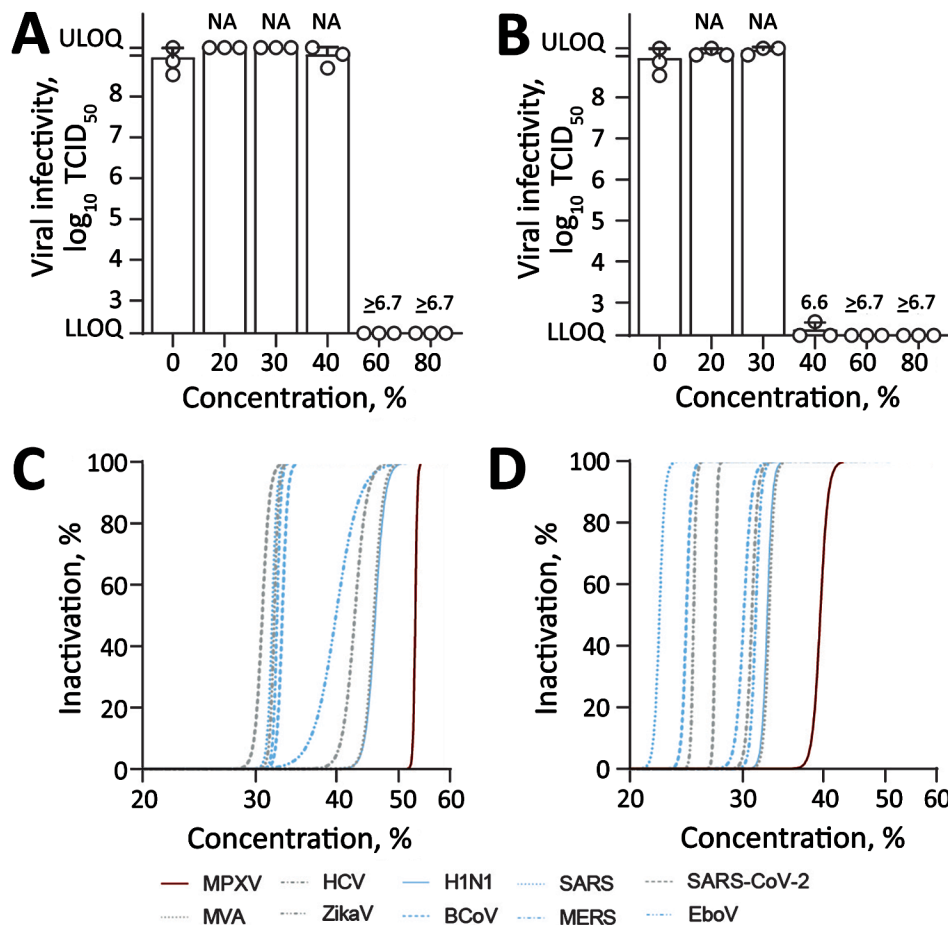 A
NA NA NA
ULOQ
8
7
6
5
4
3
LLOQ
Viral infectivity,
log10 TCID50
≥6.7 ≥6.7
0 20 30 40 60 80
Concentration, %
B
NA NA
ULOQ
8
7
6
5
4
3
LLOQ
Viral infectivity,
log10 TCID50
6.6 ≥6.7 ≥6.7
0 20 30 40 60 80
Concentration, %
C
100
80
60
40
20
0
Inactivation, %
20 30 40 50 60
Concentration, %
D
100
80
60
40
20
0
Inactivation, %
20 30 40 50 60
Concentration, %
MPXV HCV H1N1 SARS SARS-CoV-2
MVA ZikaV BCoV MERS EboV